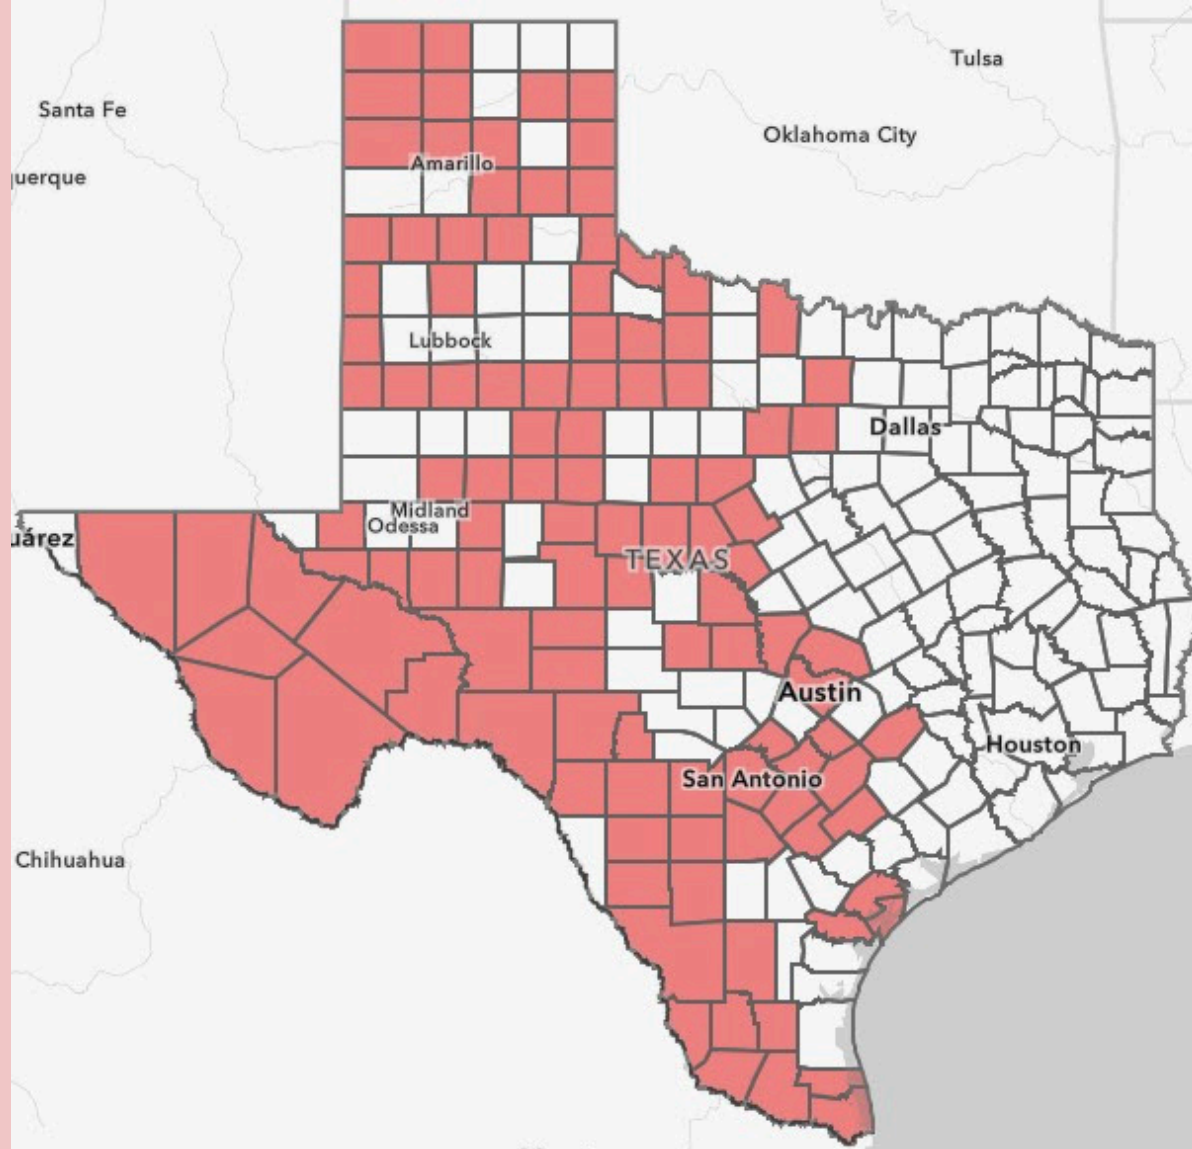 Tulsa
Santa Fe
Oklahoma City
Amarillo
uerque
Lubbock
Dallas
Midland
Odessa
uárez
TEXAS
Austin
Houston
San Antonio
Chihuahua